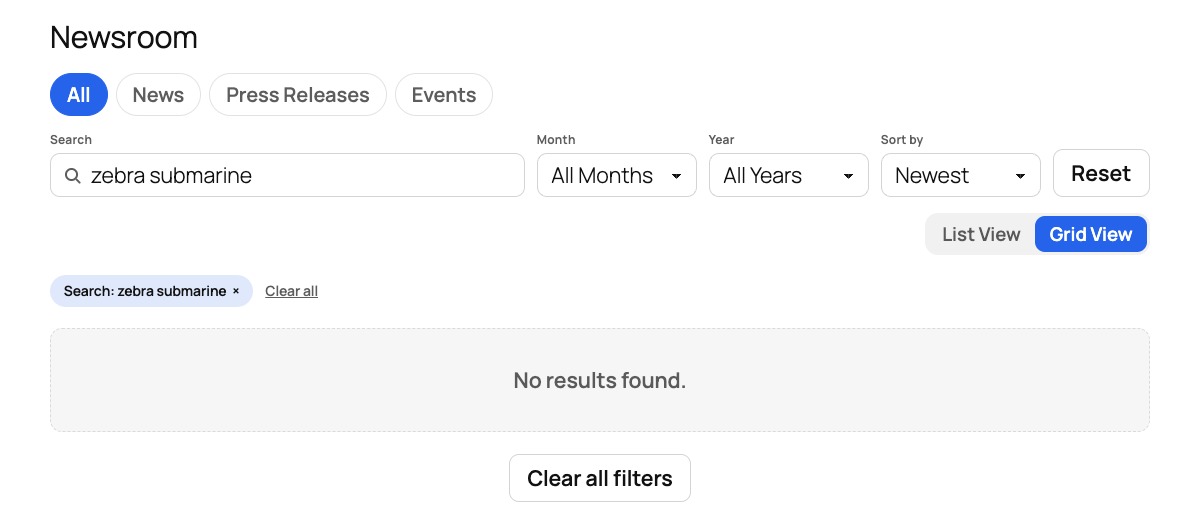 Newsroom
All News Press Releases Events
Search Month Year Sort by
zebra submarine All Months All Years Newest Reset
List View Grid View
Search: zebra submarine × Clear all
No results found.
Clear all filters